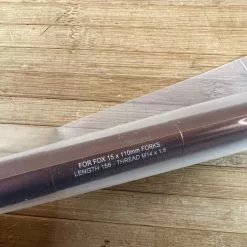 FOR FOX 15 x 110mm FORKS
LENGTH 158 - THREAD M14 x 1.5